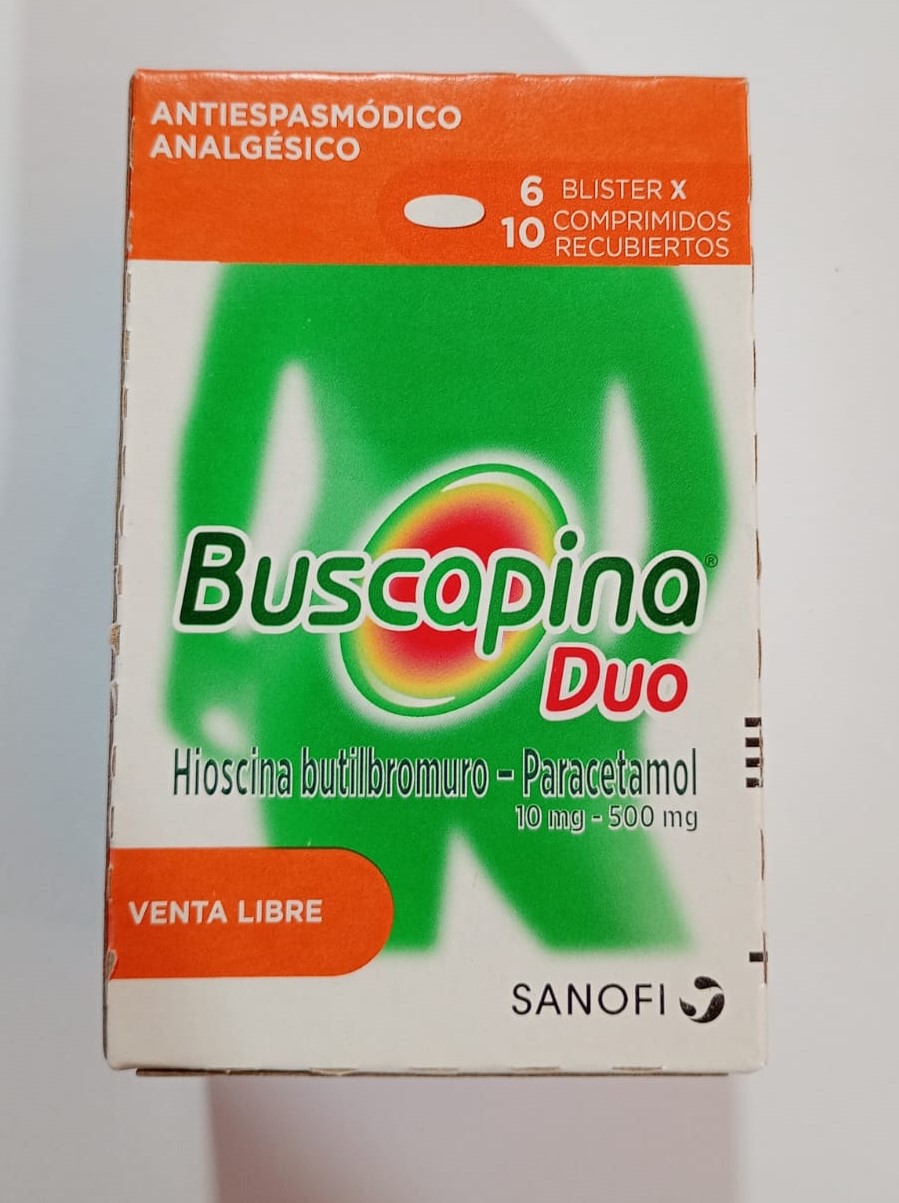 ANTIESPASMÓDICO
ANALGÉSICO
6 BLISTER X
10 COMPRIMIDOS
RECUBIERTOS
Buscapina®
Duo
Hioscina butilbromuro - Paracetamol
10 mg - 500 mg
VENTA LIBRE
SANOFI